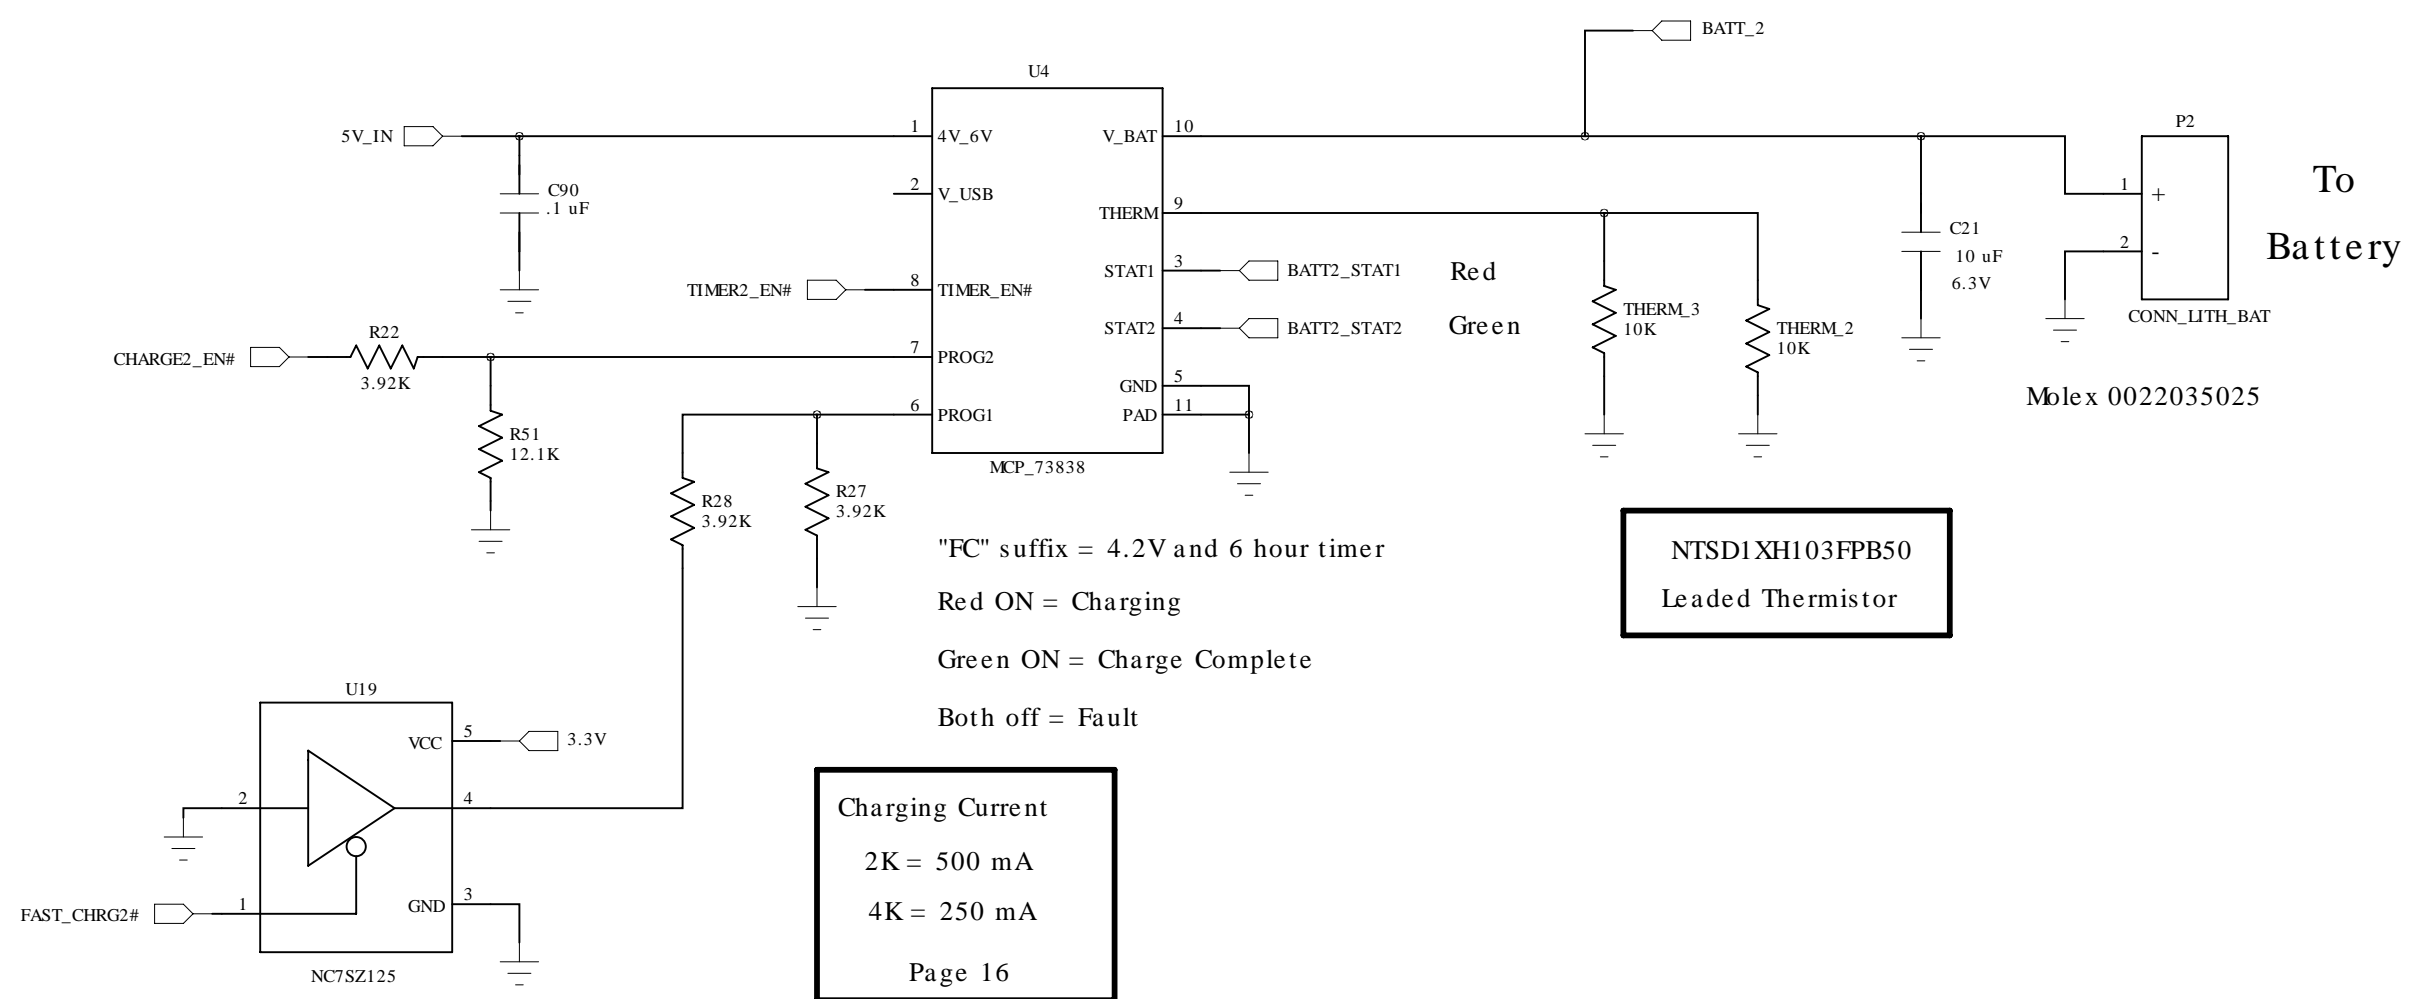 BATT_2
U4
5V_IN
1
4V_6V
V_BAT
10
P2
C90
.1 uF
2
V_USB
THERM
9
1
+
To
C21
10 uF
6.3V
2
-
Battery
STAT1
3
BATT2_STAT1
Red
TIMER2_EN#
8
TIMER_EN#
THERM_3
10K
CONN_LITH_BAT
STAT2
4
BATT2_STAT2
Green
THERM_2
10K
R22
CHARGE2_EN#
3.92K
7
PROG2
GND
5
6
PROG1
PAD
11
Molex 0022035025
R51
12.1K
MCP_73838
R28
3.92K
R27
3.92K
"FC" suffix = 4.2V and 6 hour timer
NTSD1XH103FPB50
Leaded Thermistor
Red ON = Charging
Green ON = Charge Complete
Both off = Fault
U19
VCC
5
3.3V
2
4
Charging Current
2K = 500 mA
4K = 250 mA
Page 16
FAST_CHRG2#
1
GND
3
NC7SZ125